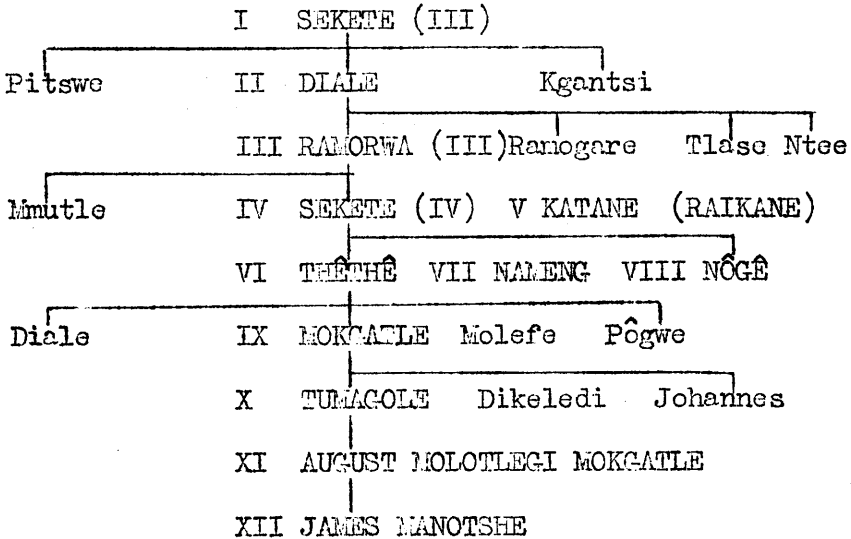 I SEKETE (III)
Pitswe II DIALE Kgantsi
III RAMORWA (III) Ramogare Tlase Ntee
Mmutle IV SEKETE (IV) V KATANE (RAIKANE)
VI THÊTHÊ VII NAMENG VIII NÔGÊ
Diale IX MOKGATLE Molefe Pôgwe
X TUMAGOLE Dikeledi Johannes
XI AUGUST MOLOTLEGI MOKGATLE
XII JAMES MANOTSHE